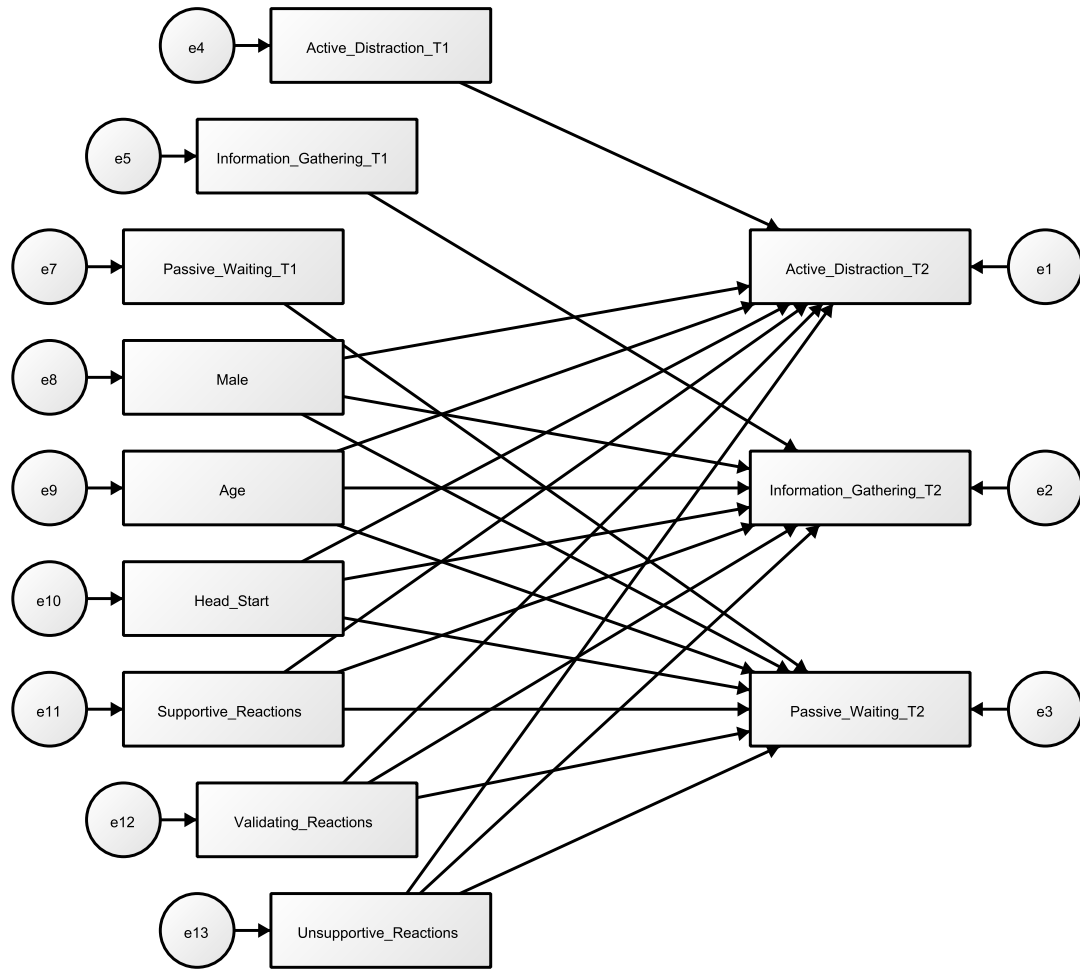 e4
Active_Distraction_T1
e5
Information_Gathering_T1
e7
Passive_Waiting_T1
Active_Distraction_T2
e1
e8
Male
e9
Age
Information_Gathering_T2
e2
e10
Head_Start
e11
Supportive_Reactions
Passive_Waiting_T2
e3
e12
Validating_Reactions
e13
Unsupportive_Reactions